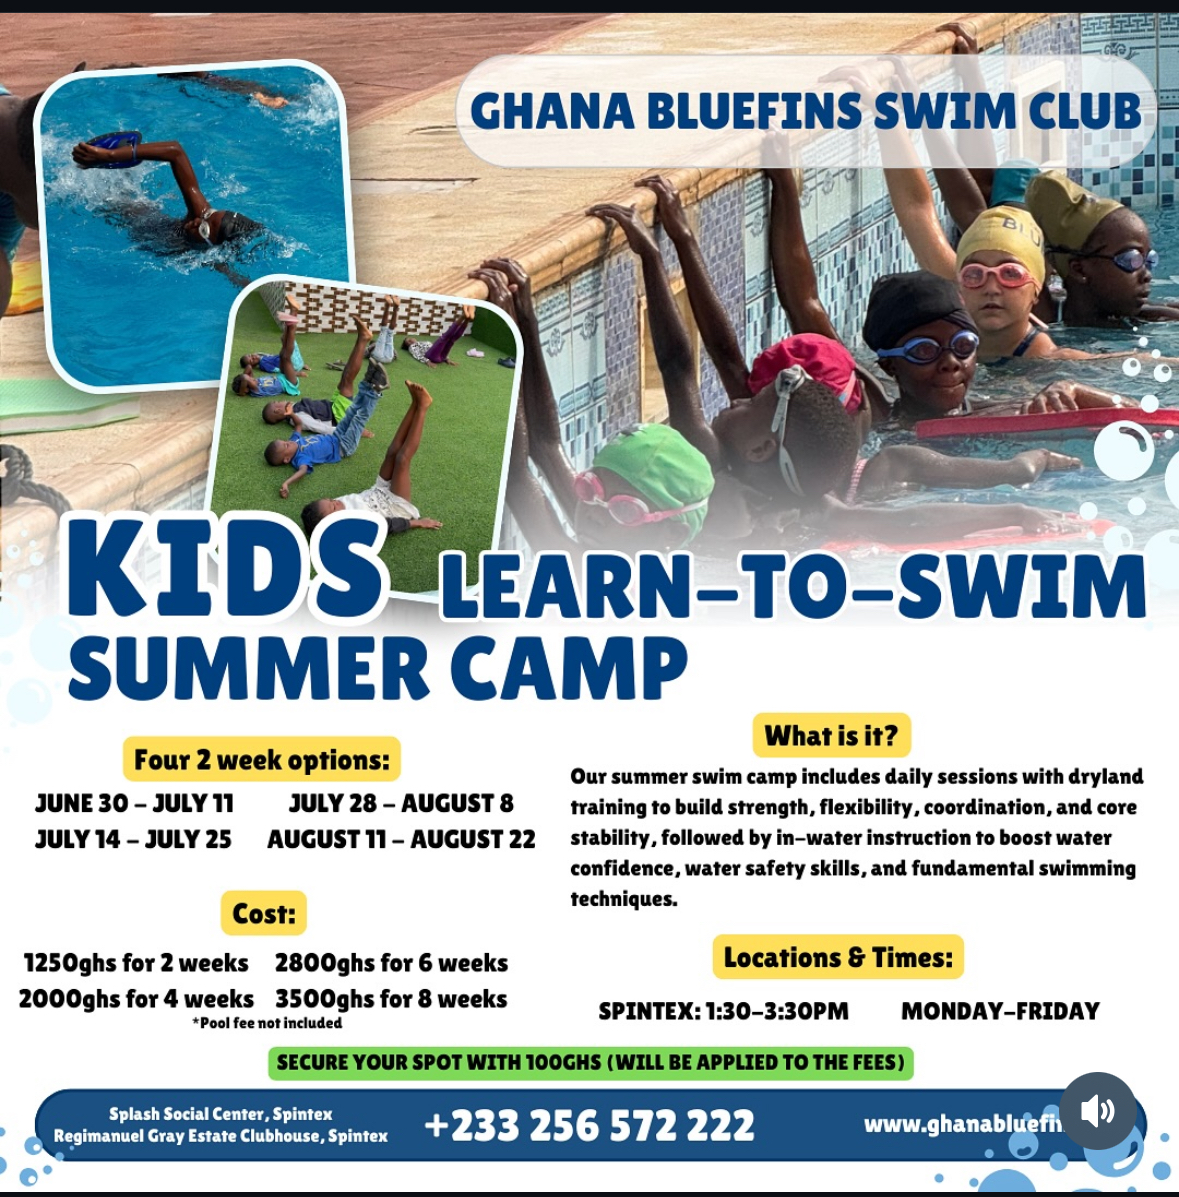 GHANA BLUEFINS SWIM CLUB
BLU
KIDS LEARN-TO-SWIM
SUMMER CAMP
Four 2 week options:
JUNE 30 - JULY 11
JULY 28 - AUGUST 8
JULY 14 - JULY 25
AUGUST 11 - AUGUST 22
Cost:
1250ghs for 2 weeks
2800ghs for 6 weeks
2000ghs for 4 weeks
3500ghs for 8 weeks
*Pool fee not included
What is it?
Our summer swim camp includes daily sessions with dryland
training to build strength, flexibility, coordination, and core
stability, followed by in-water instruction to boost water
confidence, water safety skills, and fundamental swimming
techniques.
Locations & Times:
SPINTEX: 1:30-3:30PM
MONDAY-FRIDAY
SECURE YOUR SPOT WITH 100GHS (WILL BE APPLIED TO THE FEES)
Splash Social Center, Spintex
Regimanuel Gray Estate Clubhouse, Spintex
+233 256 572 222